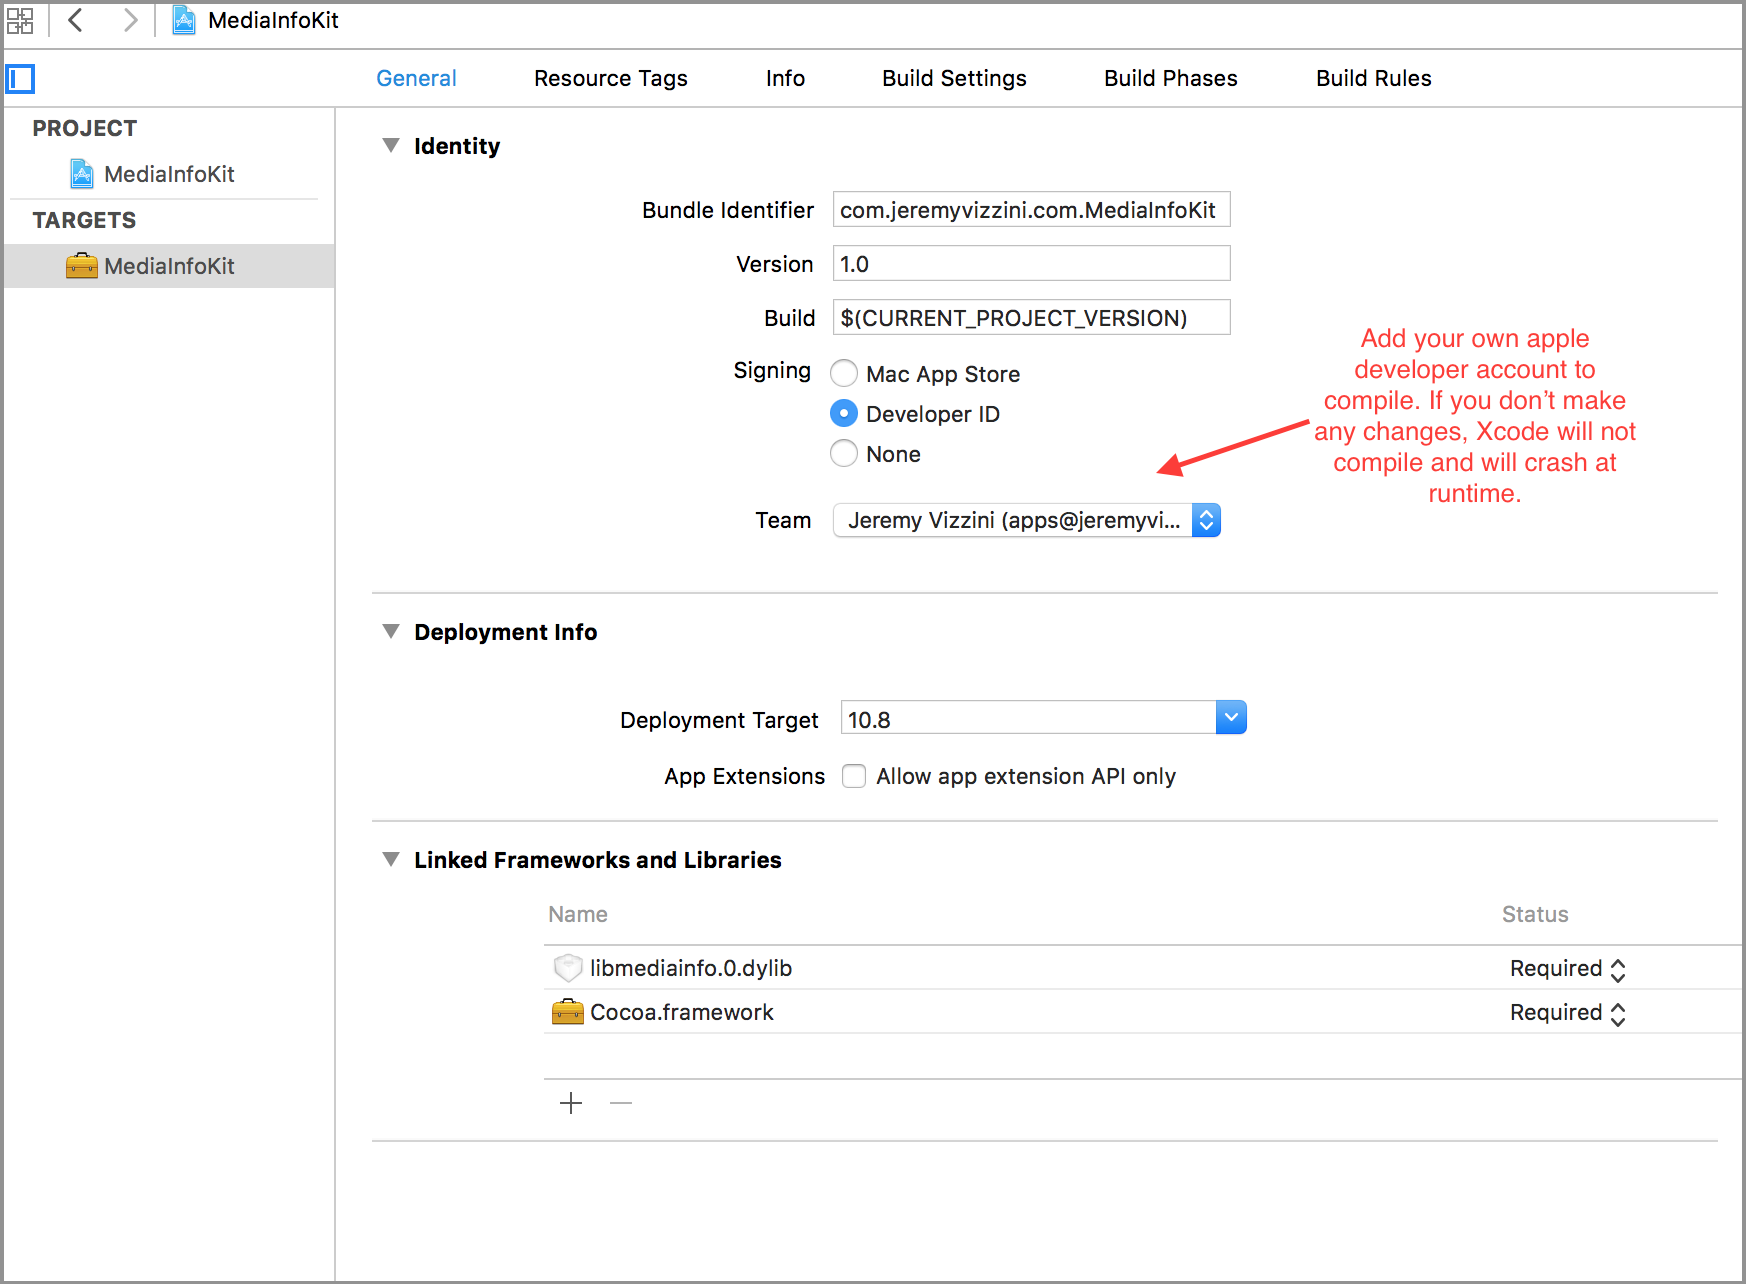 MediaInfoKit
General Resource Tags Info Build Settings Build Phases Build Rules
PROJECT
MediaInfoKit
TARGETS
MediaInfoKit
Identity
Bundle Identifier com.jeremyvizzini.com.MediaInfoKit
Version 1.0
Build $(CURRENT_PROJECT_VERSION)
Signing Mac App Store
Developer ID
None
Team Jeremy Vizzini (apps@jeremyvi...
Add your own apple
developer account to
compile. If you don’t make
any changes, Xcode will not
compile and will crash at
runtime.
Deployment Info
Deployment Target 10.8
App Extensions Allow app extension API only
Linked Frameworks and Libraries
Name Status
libmediainfo.0.dylib Required
Cocoa.framework Required